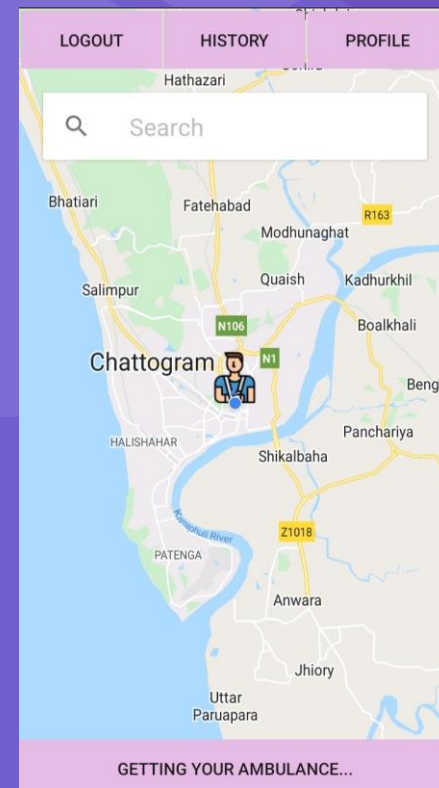 LOGOUT HISTORY PROFILE
Hathazari
Search
Bhatiari
Fatehabad
R163
Modhunaghat
Quaish
Kadhurkhil
Salimpur
N106
Boalkhali
Chattogram
N1
Beng
Panchariya
HALISHAHAR
Shikalbaha
Karnaphuli River
Z1018
PATENGA
Anwara
Jhiory
Uttar
Paruapara
GETTING YOUR AMBULANCE...